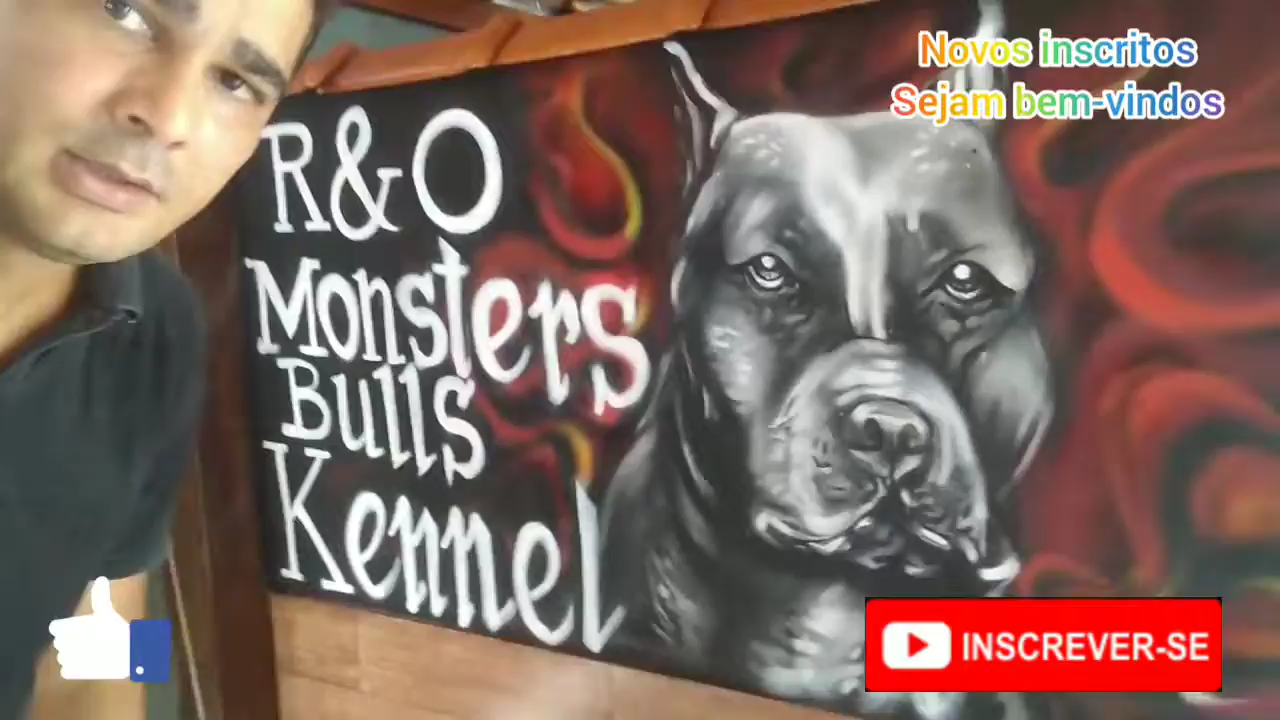 Novos inscritos
Sejam bem-vindos
R&O
Monsters
Bulls
Kennel
INSCREVER-SE